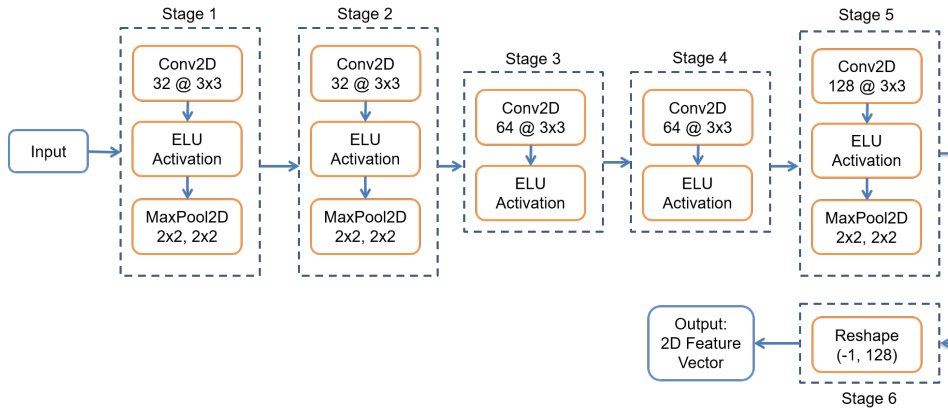 Stage 1
Conv2D
32 @ 3x3
ELU
Activation
MaxPool2D
2x2, 2x2
Stage 2
Conv2D
32 @ 3x3
ELU
Activation
MaxPool2D
2x2, 2x2
Stage 3
Conv2D
64 @ 3x3
ELU
Activation
Stage 4
Conv2D
64 @ 3x3
ELU
Activation
Stage 5
Conv2D
128 @ 3x3
ELU
Activation
MaxPool2D
2x2, 2x2
Input
Output:
2D Feature
Vector
Reshape
(-1, 128)
Stage 6